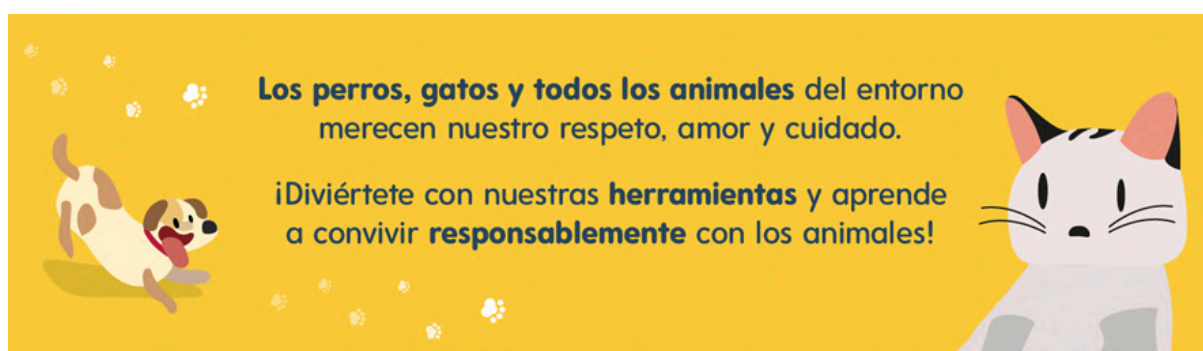 Los perros, gatos y todos los animales del entorno
merecen nuestro respeto, amor y cuidado.
¡Diviértete con nuestras herramientas y aprende
a convivir responsablemente con los animales!